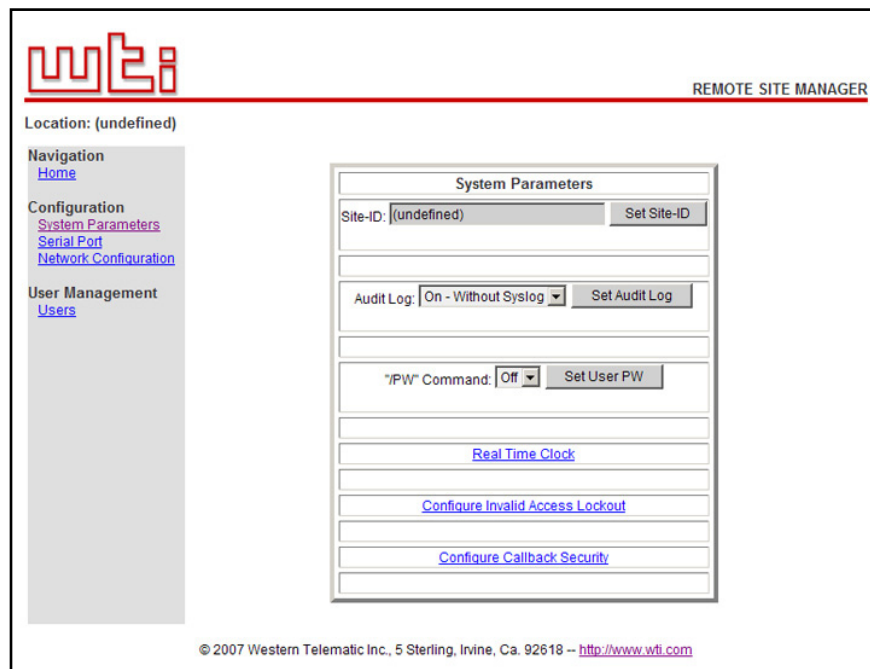 wti
REMOTE SITE MANAGER
Location: (undefined)
Navigation
Home
Configuration
System Parameters
Serial Port
Network Configuration
User Management
Users
System Parameters
Site-ID: (undefined) Set Site-ID
Audit Log: On - Without Syslog Set Audit Log
"/PW" Command: Off Set User PW
Real Time Clock
Configure Invalid Access Lockout
Configure Callback Security
© 2007 Western Telematic Inc., 5 Sterling, Irvine, Ca. 92618 -- http://www.wti.com